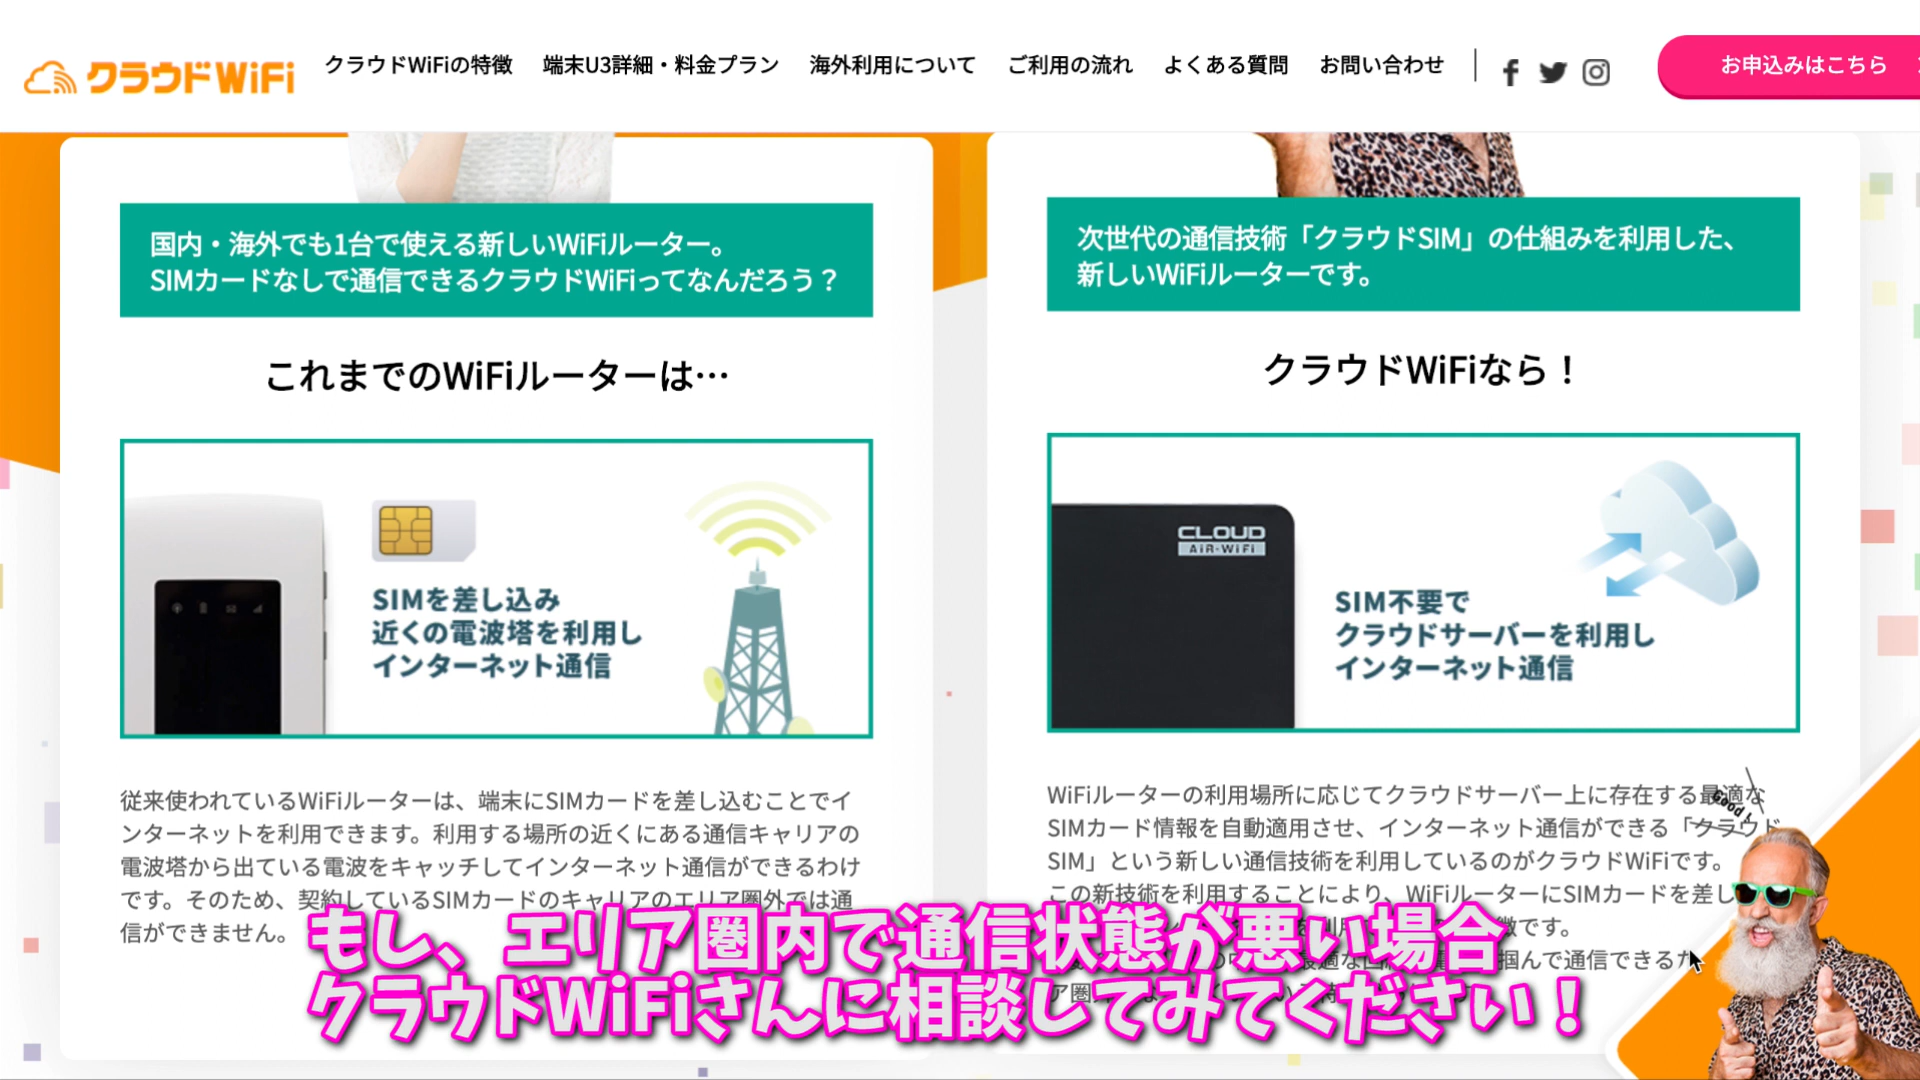 クラウドWiFi
クラウドWiFiの特徴
端末U3詳細・料金プラン
海外利用について
ご利用の流れ
よくある質問
お問い合わせ
お申込みはこちら
国内・海外でも1台で使える新しいWiFiルーター。
SIMカードなしで通信できるクラウドWiFiってなんだろう？
これまでのWiFiルーターは…
SIMを差し込み
近くの電波塔を利用し
インターネット通信
従来使われているWiFiルーターは、端末にSIMカードを差し込むことでイ
ンターネットを利用できます。利用する場所の近くにある通信キャリアの
電波塔から出ている電波をキャッチしてインターネット通信ができるわけ
です。そのため、契約しているSIMカードのキャリアのエリア圏外では通
信ができません。
次世代の通信技術「クラウドSIM」の仕組みを利用した、
新しいWiFiルーターです。
クラウドWiFiなら！
CLOUD
AiR-WiFi
SIM不要で
クラウドサーバーを利用し
インターネット通信
WiFiルーターの利用場所に応じてクラウドサーバー上に存在する最適な
SIMカード情報を自動適用させ、インターネット通信ができる「クラウド
SIM」という新しい通信技術を利用しているのがクラウドWiFiです。
この新技術を利用することにより、WiFiルーターにSIMカードを差し
徴です。
最適な
掴んで通信できるた
ア圏
Good!
もし、エリア圏内で通信状態が悪い場合
クラウドWiFiさんに相談してみてください！